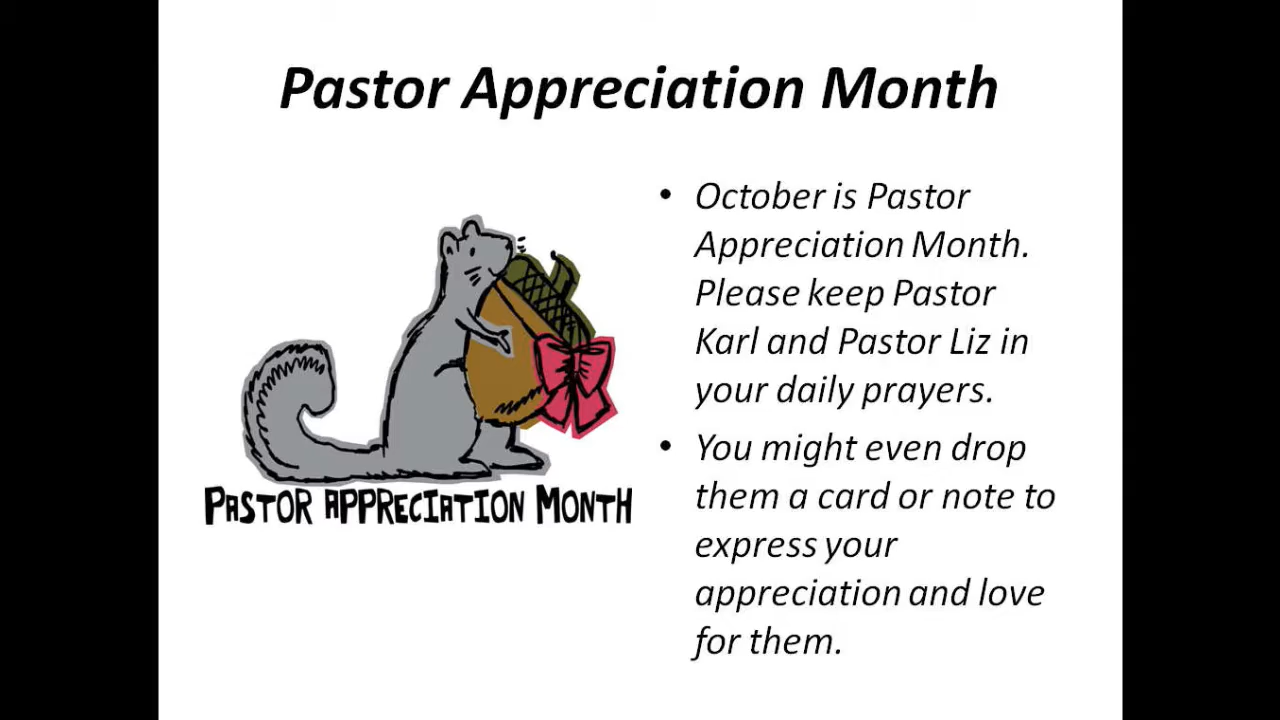 Pastor Appreciation Month
PASTOR APPRECIATION MONTH
• October is Pastor
Appreciation Month.
Please keep Pastor
Karl and Pastor Liz in
your daily prayers.
• You might even drop
them a card or note to
express your
appreciation and love
for them.